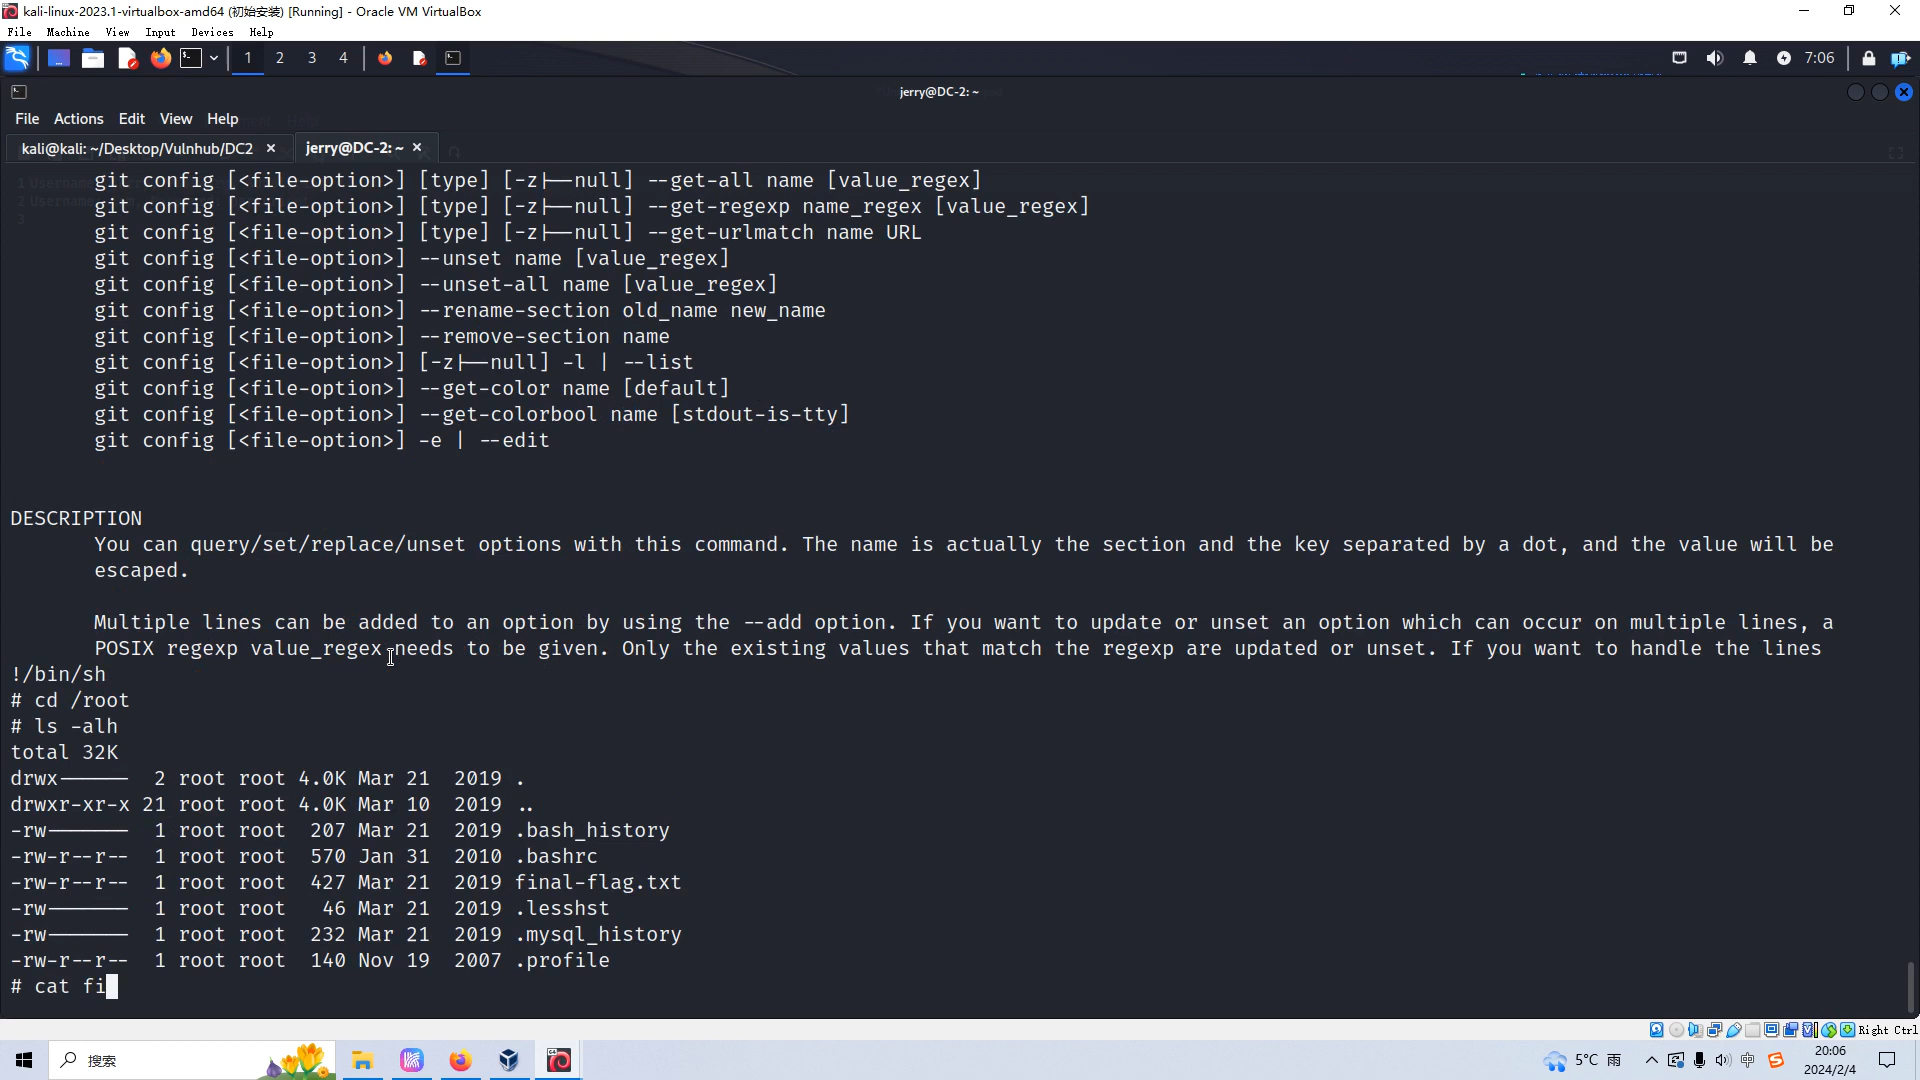 kali-linux-2023.1-virtualbox-amd64 (初始安装) [Running] - Oracle VM VirtualBox
File Machine View Input Devices Help
1 2 3 4 7:06
jerry@DC-2: ~
File Actions Edit View Help
kali@kali: ~/Desktop/Vulnhub/DC2 × jerry@DC-2: ~ ×
git config [<file-option>] [type] [-z|--null] --get-all name [value_regex]
git config [<file-option>] [type] [-z|--null] --get-regexp name_regex [value_regex]
git config [<file-option>] [type] [-z|--null] --get-urlmatch name URL
git config [<file-option>] --unset name [value_regex]
git config [<file-option>] --unset-all name [value_regex]
git config [<file-option>] --rename-section old_name new_name
git config [<file-option>] --remove-section name
git config [<file-option>] [-z|--null] -l | --list
git config [<file-option>] --get-color name [default]
git config [<file-option>] --get-colorbool name [stdout-is-tty]
git config [<file-option>] -e | --edit
DESCRIPTION
You can query/set/replace/unset options with this command. The name is actually the section and the key separated by a dot, and the value will be
escaped.
Multiple lines can be added to an option by using the --add option. If you want to update or unset an option which can occur on multiple lines, a
POSIX regexp value_regex needs to be given. Only the existing values that match the regexp are updated or unset. If you want to handle the lines
!/bin/sh
# cd /root
# ls -alh
total 32K
drwx------ 2 root root 4.0K Mar 21 2019 .
drwxr-xr-x 21 root root 4.0K Mar 10 2019 ..
-rw------- 1 root root 207 Mar 21 2019 .bash_history
-rw-r--r-- 1 root root 570 Jan 31 2010 .bashrc
-rw-r--r-- 1 root root 427 Mar 21 2019 final-flag.txt
-rw------- 1 root root 46 Mar 21 2019 .lesshst
-rw------- 1 root root 232 Mar 21 2019 .mysql_history
-rw-r--r-- 1 root root 140 Nov 19 2007 .profile
# cat fi
Right Ctrl
搜索
5°C 雨
中
20:06
2024/2/4